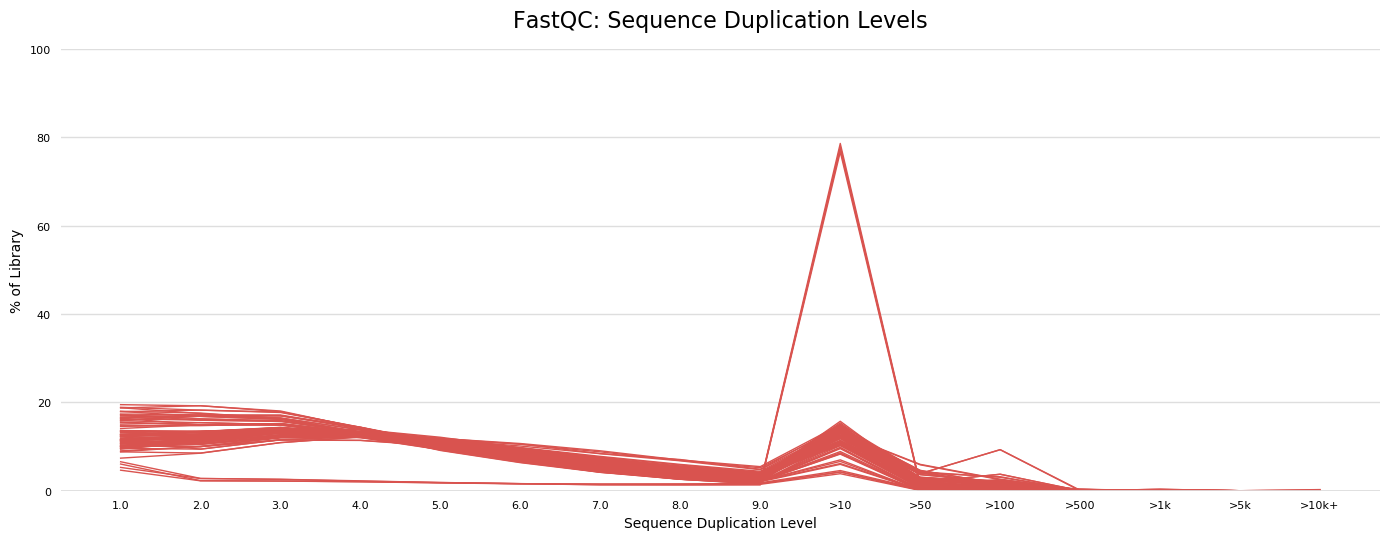 FastQC: Sequence Duplication Levels
% of Library
100
80
60
40
20
0
1.0 2.0 3.0 4.0 5.0 6.0 7.0 8.0 9.0 >10 >50 >100 >500 >1k >5k >10k+
Sequence Duplication Level